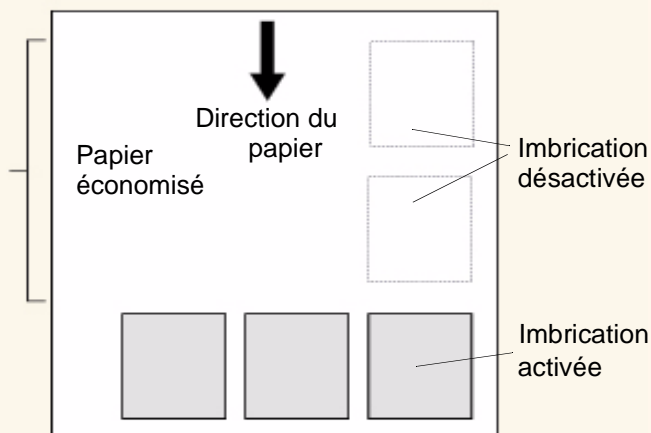 Direction du
papier
Papier
économisé
Imbrication
désactivée
Imbrication
activée